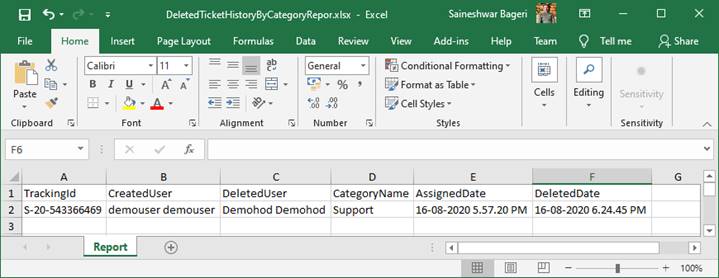 DeletedTicketHistoryByCategoryRepor.xlsx - Excel
Saineshwar Bageri
File Home Insert Page Layout Formulas Data Review View Add-ins Help Team Tell me Share
Paste
Calibri 11
B I U
A A
ab c
General
$ % ,
Conditional Formatting
Format as Table
Cell Styles
Cells
Editing
Sensitivity
Clipboard Font Alignment Number Styles Sensitivity
F6 fx
A B C D E F G
1 TrackingId CreatedUser DeletedUser CategoryName AssignedDate DeletedDate
2 S-20-543366469 demouser demouser Demohod Demohod Support 16-08-2020 5.57.20 PM 16-08-2020 6.24.45 PM
3
Report
100%